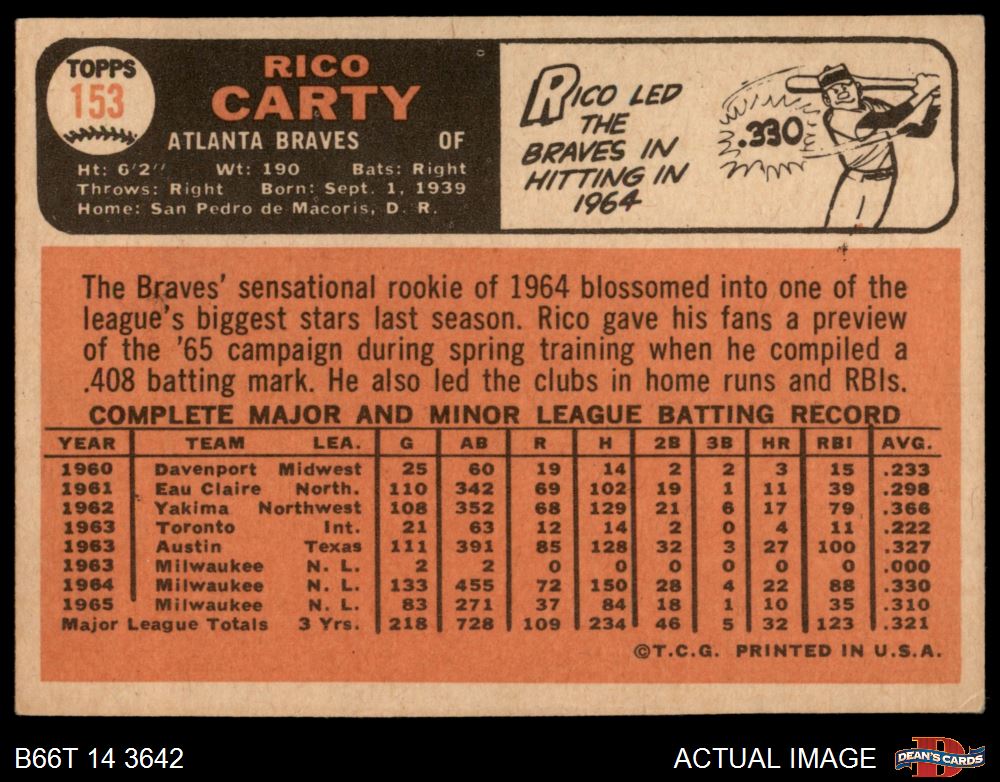 TOPPS
153
RICO
CARTY
ATLANTA BRAVES OF
Ht: 6'2" Wt: 190 Bats: Right
Throws: Right Born: Sept. 1, 1939
Home: San Pedro de Macoris, D. R.
RICO LED
THE
BRAVES IN
HITTING IN
1964
.330
The Braves' sensational rookie of 1964 blossomed into one of the
league's biggest stars last season. Rico gave his fans a preview
of the '65 campaign during spring training when he compiled a
.408 batting mark. He also led the clubs in home runs and RBIs.
COMPLETE MAJOR AND MINOR LEAGUE BATTING RECORD
YEAR TEAM LEA. G AB R H 2B 3B HR RBI AVG.
1960 Davenport Midwest 25 60 19 14 2 2 3 15 .233
1961 Eau Claire North. 110 342 69 102 19 1 11 39 .298
1962 Yakima Northwest 108 352 68 129 21 6 17 79 .366
1963 Toronto Int. 21 63 12 14 2 0 4 11 .222
1963 Austin Texas 111 391 85 128 32 3 27 100 .327
1963 Milwaukee N. L. 2 2 0 0 0 0 0 0 .000
1964 Milwaukee N. L. 133 455 72 150 28 4 22 88 .330
1965 Milwaukee N. L. 83 271 37 84 18 1 10 35 .310
Major League Totals 3 Yrs. 218 728 109 234 46 5 32 123 .321
©T.C.G. PRINTED IN U.S.A.
B66T 14 3642
ACTUAL IMAGE
D
DEAN'S CARDS